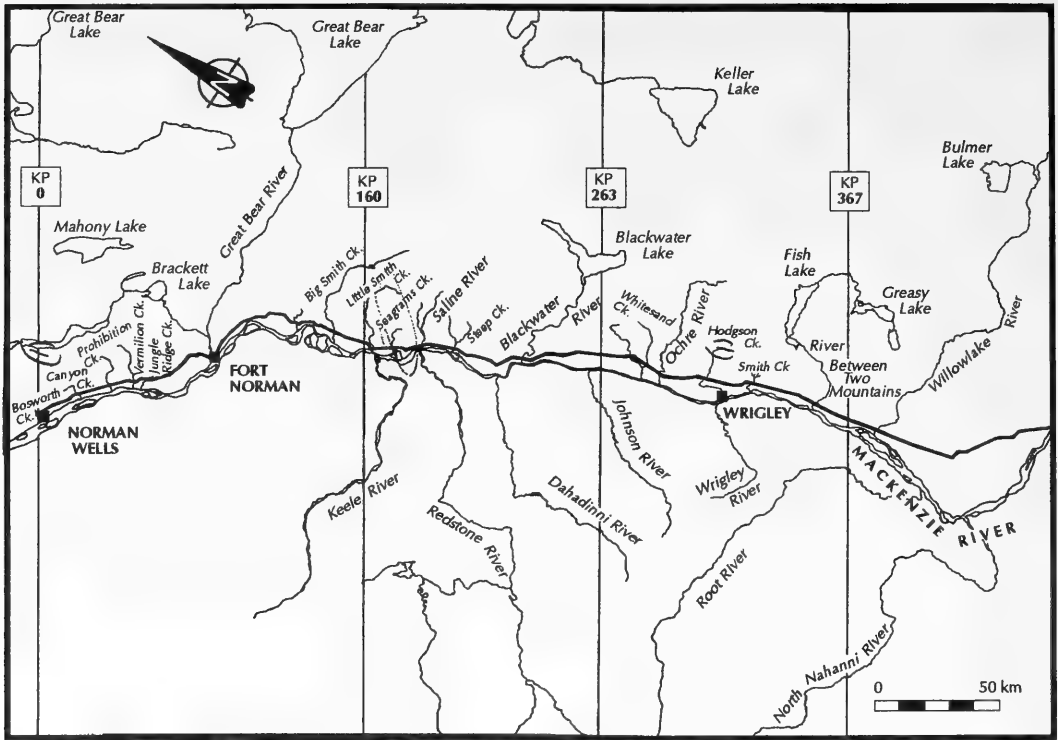 Great Bear
Lake
Great Bear
Lake
N
Keller
Lake
Bulmer
Lake
KP
0
KP
160
KP
263
KP
367
Great Bear River
Mahony Lake
Brackett
Lake
Big Smith Ck.
Little Smith
Ck.
Seagrams Ck.
Saline River
Steep Ck.
Blackwater
Lake
Blackwater
River
Whitesand
Ck.
Ochre River
Hodgson
Ck.
Smith Ck
Fish
Lake
Greasy
Lake
River
Between
Two
Mountains
Willowlake
River
Prohibition
Ck.
Canyon
Ck.
Vermilion Ck.
Jungle
Ridge Ck.
Bosworth
Ck.
FORT
NORMAN
NORMAN
WELLS
WRIGLEY
Johnson River
Wrigley
River
MACKENZIE
RIVER
Keele River
Redstone River
Dahadinni River
Root River
North Nahanni River
0 50 km